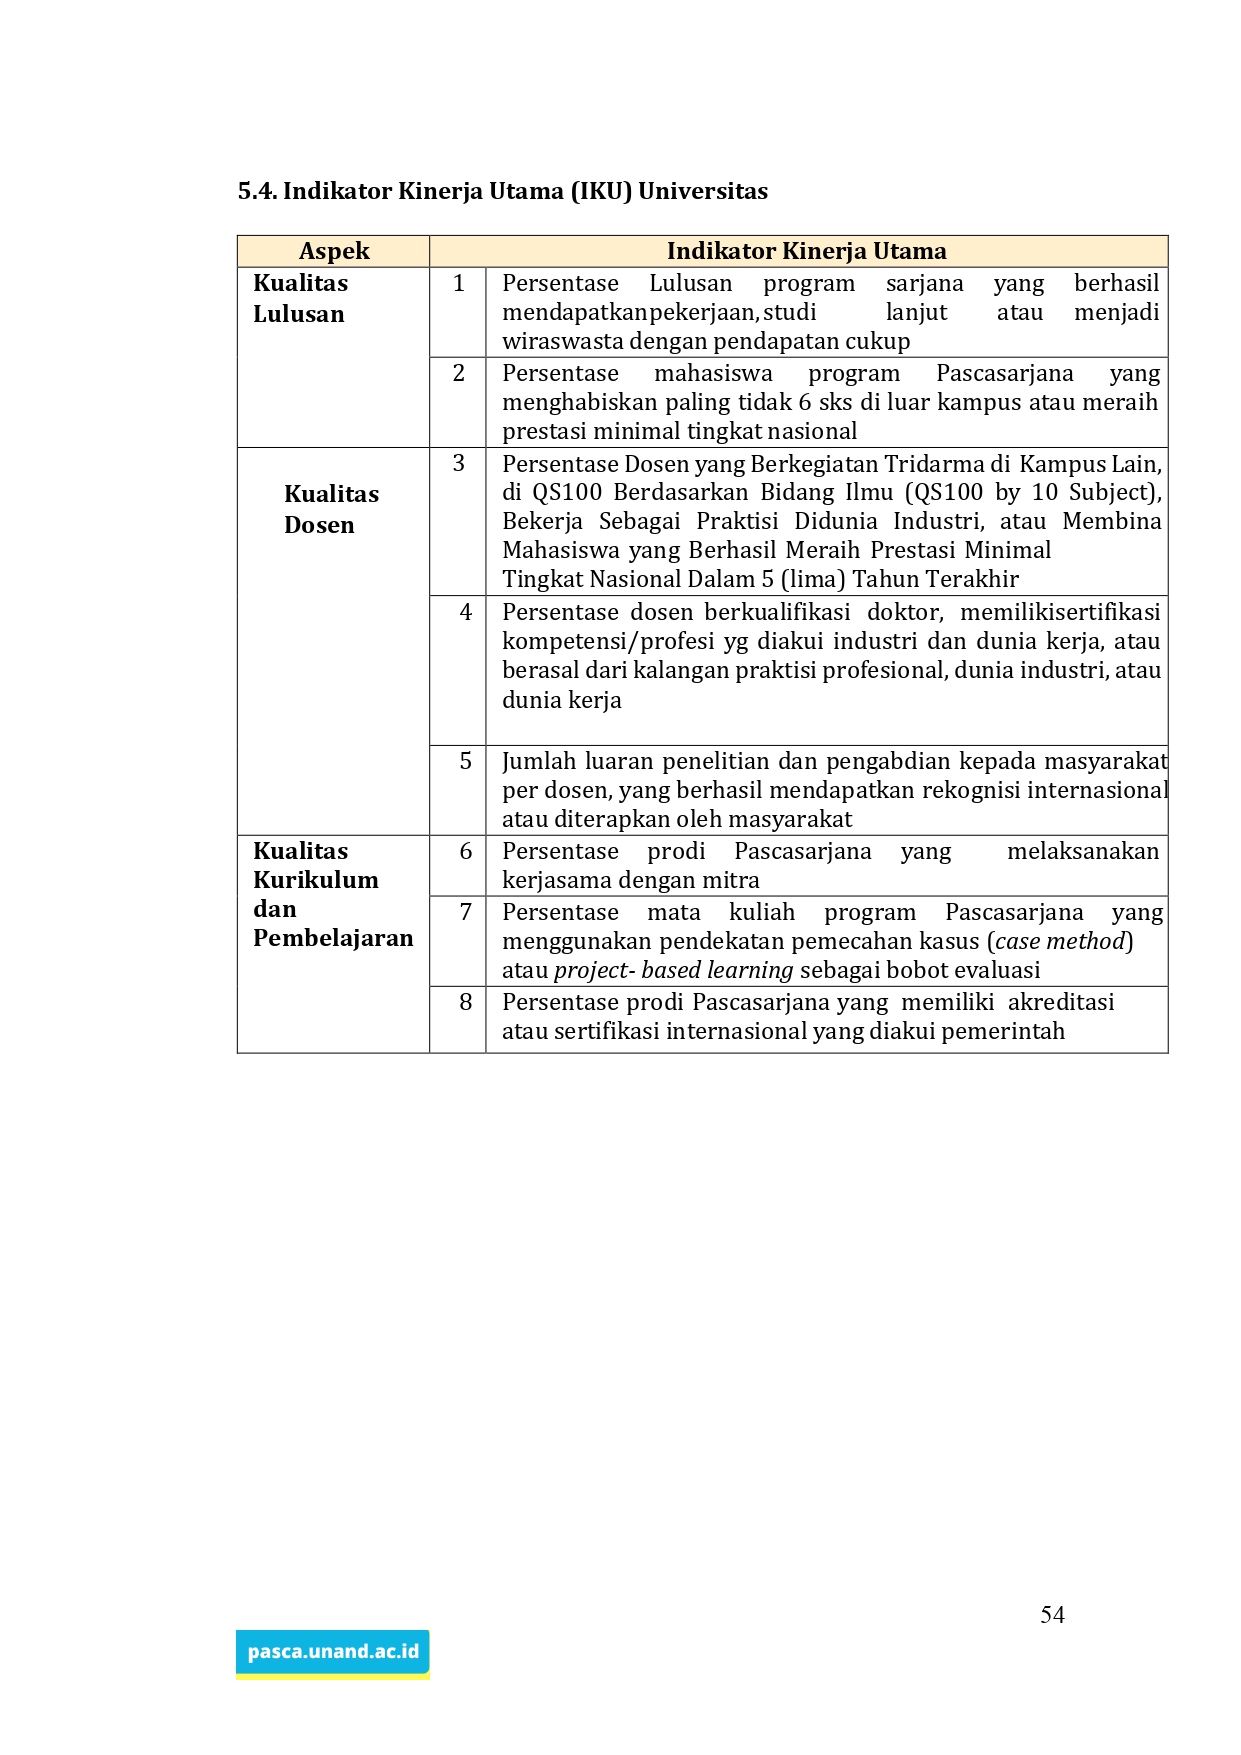 5.4. Indikator Kinerja Utama (IKU) Universitas
Aspek
Indikator Kinerja Utama
Kualitas
Lulusan
1
Persentase Lulusan program sarjana yang berhasil
mendapatkanpekerjaan, studi lanjut atau menjadi
wiraswasta dengan pendapatan cukup
2
Persentase mahasiswa program Pascasarjana yang
menghabiskan paling tidak 6 sks di luar kampus atau meraih
prestasi minimal tingkat nasional
Kualitas
Dosen
3
Persentase Dosen yang Berkegiatan Tridarma di Kampus Lain,
di QS100 Berdasarkan Bidang Ilmu (QS100 by 10 Subject),
Bekerja Sebagai Praktisi Didunia Industri, atau Membina
Mahasiswa yang Berhasil Meraih Prestasi Minimal
Tingkat Nasional Dalam 5 (lima) Tahun Terakhir
4
Persentase dosen berkualifikasi doktor, memilikisertifikasi
kompetensi/profesi yg diakui industri dan dunia kerja, atau
berasal dari kalangan praktisi profesional, dunia industri, atau
dunia kerja
5
Jumlah luaran penelitian dan pengabdian kepada masyarakat
per dosen, yang berhasil mendapatkan rekognisi internasional
atau diterapkan oleh masyarakat
Kualitas
Kurikulum
dan
Pembelajaran
6
Persentase prodi Pascasarjana yang melaksanakan
kerjasama dengan mitra
7
Persentase mata kuliah program Pascasarjana yang
menggunakan pendekatan pemecahan kasus (case method)
atau project- based learning sebagai bobot evaluasi
8
Persentase prodi Pascasarjana yang memiliki akreditasi
atau sertifikasi internasional yang diakui pemerintah
54
pasca.unand.ac.id